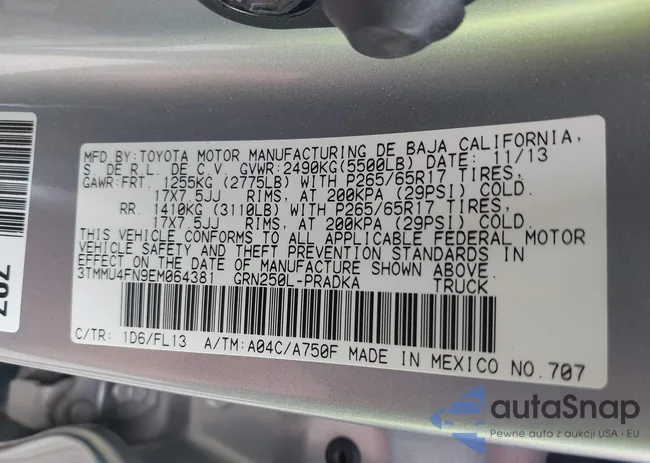 MFD.BY:TOYOTA MOTOR MANUFACTURING DE BAJA CALIFORNIA,
S. DE R.L. DE C.V. GVWR:2490KG(5500LB) DATE: 11/13
GAWR:FRT. 1255KG (2775LB) WITH P265/65R17 TIRES,
17X7.5JJ RIMS, AT 200KPA (29PSI) COLD.
RR. 1410KG (3110LB) WITH P265/65R17 TIRES,
17X7.5JJ RIMS, AT 200KPA (29PSI) COLD.
THIS VEHICLE CONFORMS TO ALL APPLICABLE FEDERAL MOTOR
VEHICLE SAFETY AND THEFT PREVENTION STANDARDS IN
EFFECT ON THE DATE OF MANUFACTURE SHOWN ABOVE.
3TMMU4FN9EM064381 GRN250L-PRADKA TRUCK
C/TR: 1D6/FL13 A/TM:A04C/A750F MADE IN MEXICO NO.707
autaSnap
Pewne auta z aukcji USA i EU